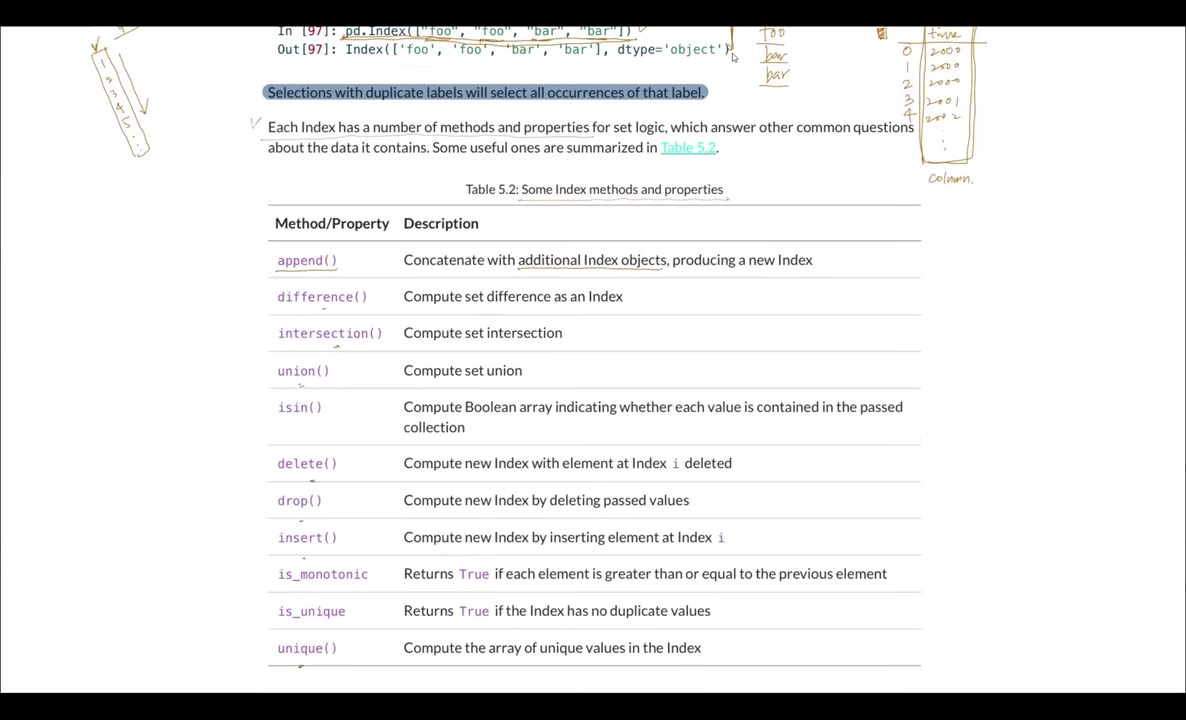 In [97]: pd.Index(["foo", "foo", "bar", "bar"])
Out[97]: Index(['foo', 'foo', 'bar', 'bar'], dtype='object')
foo
bar
bar
time
0 2000
1 2000
2 2000
3 2001
4 2002
column.
1
2
3
4
5
Selections with duplicate labels will select all occurrences of that label.
Each Index has a number of methods and properties for set logic, which answer other common questions
about the data it contains. Some useful ones are summarized in Table 5.2.
Table 5.2: Some Index methods and properties
Method/Property Description
append() Concatenate with additional Index objects, producing a new Index
difference() Compute set difference as an Index
intersection() Compute set intersection
union() Compute set union
isin() Compute Boolean array indicating whether each value is contained in the passed
collection
delete() Compute new Index with element at Index i deleted
drop() Compute new Index by deleting passed values
insert() Compute new Index by inserting element at Index i
is_monotonic Returns True if each element is greater than or equal to the previous element
is_unique Returns True if the Index has no duplicate values
unique() Compute the array of unique values in the Index